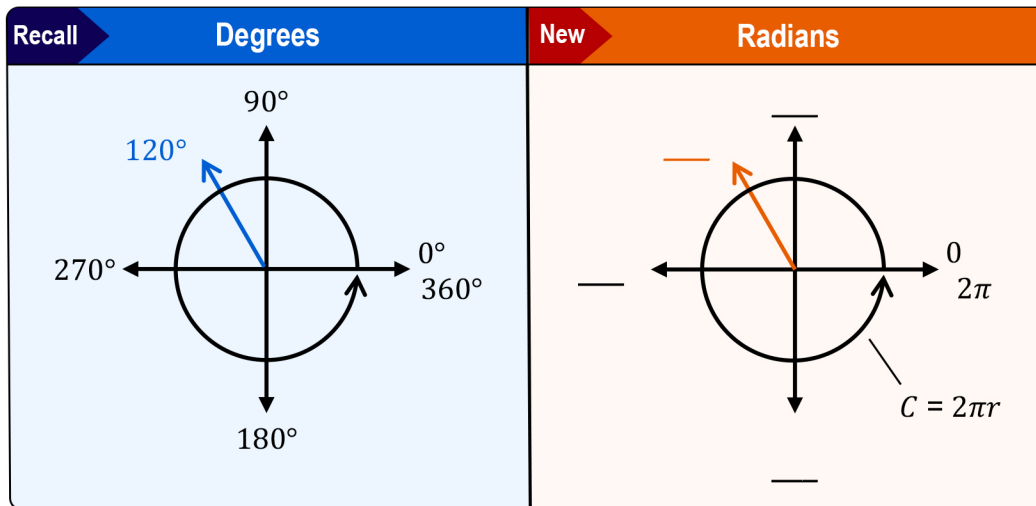 Recall
Degrees
90°
120°
270°
0°
360°
180°
New
Radians
0
2π
C = 2πr